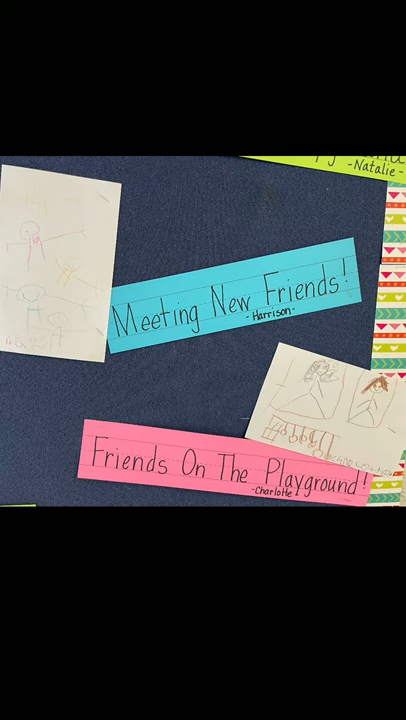 -Natalie-
Meeting New Friends!
-Harrison-
Friends On The Playground!
-Charlotte L